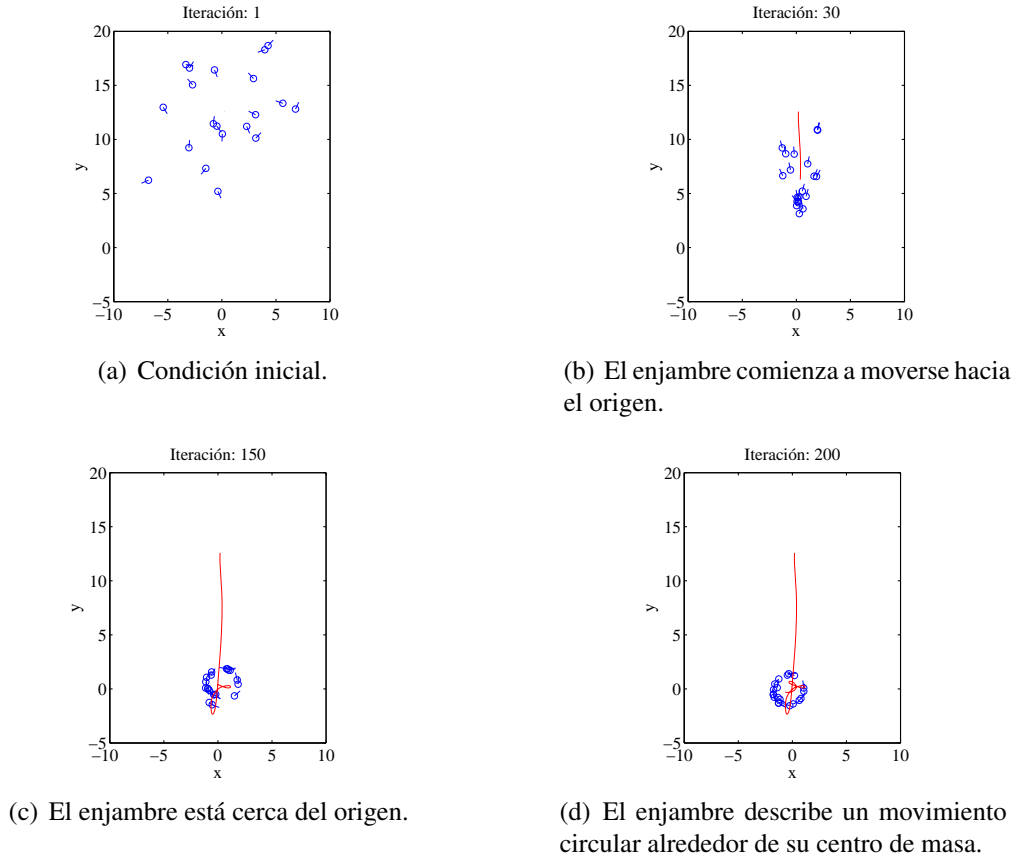 Iteración: 1
20
15
10
5
0
−5
−10
−5
0
5
10
x
y
(a) Condición inicial.
Iteración: 30
20
15
10
5
0
−5
−10
−5
0
5
10
x
y
(b) El enjambre comienza a moverse hacia
el origen.
Iteración: 150
20
15
10
5
0
−5
−10
−5
0
5
10
x
y
(c) El enjambre está cerca del origen.
Iteración: 200
20
15
10
5
0
−5
−10
−5
0
5
10
x
y
(d) El enjambre describe un movimiento
circular alrededor de su centro de masa.